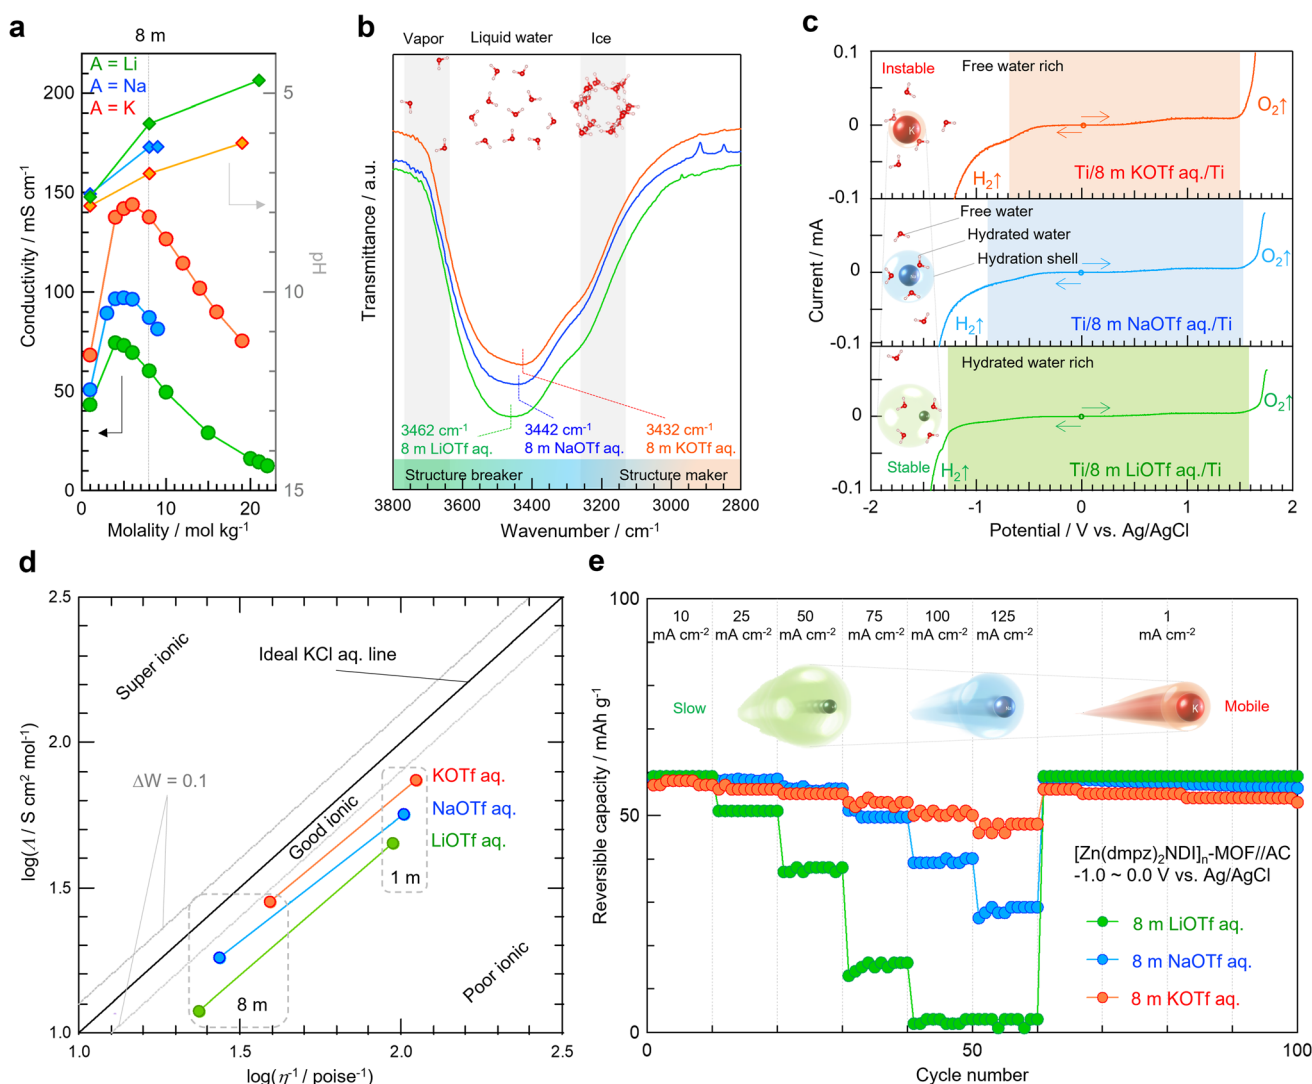 a
8 m
A = Li
A = Na
A = K
200
150
100
50
0
5
10
15
Conductivity / mS cm-1
pH
0
10
20
Molality / mol kg-1
b
Vapor
Liquid water
Ice
Transmittance / a.u.
3462 cm-1
8 m LiOTf aq.
3442 cm-1
8 m NaOTf aq.
3432 cm-1
8 m KOTf aq.
Structure breaker
Structure maker
3800
3600
3400
3200
3000
2800
Wavenumber / cm-1
c
0.1
0
-0.1
Instable
Free water rich
K
H2↑
O2↑
Ti/8 m KOTf aq./Ti
Free water
Hydrated water
Hydration shell
0
-0.1
H2↑
O2↑
Ti/8 m NaOTf aq./Ti
Hydrated water rich
0
-0.1
Stable
H2↑
O2↑
Ti/8 m LiOTf aq./Ti
Current / mA
-2
-1
0
1
2
Potential / V vs. Ag/AgCl
d
2.5
2.0
1.5
1.0
log(Λ / S cm2 mol-1)
Super ionic
Ideal KCl aq. line
ΔW = 0.1
Good ionic
KOTf aq.
NaOTf aq.
LiOTf aq.
1 m
8 m
Poor ionic
1.0
1.5
2.0
2.5
log(η-1 / poise-1)
e
100
50
0
Reversible capacity / mAh g-1
10
mA cm-2
25
mA cm-2
50
mA cm-2
75
mA cm-2
100
mA cm-2
125
mA cm-2
1
mA cm-2
Slow
K
Mobile
[Zn(dmpz)2NDI]n-MOF//AC
-1.0 ~ 0.0 V vs. Ag/AgCl
8 m LiOTf aq.
8 m NaOTf aq.
8 m KOTf aq.
0
50
100
Cycle number